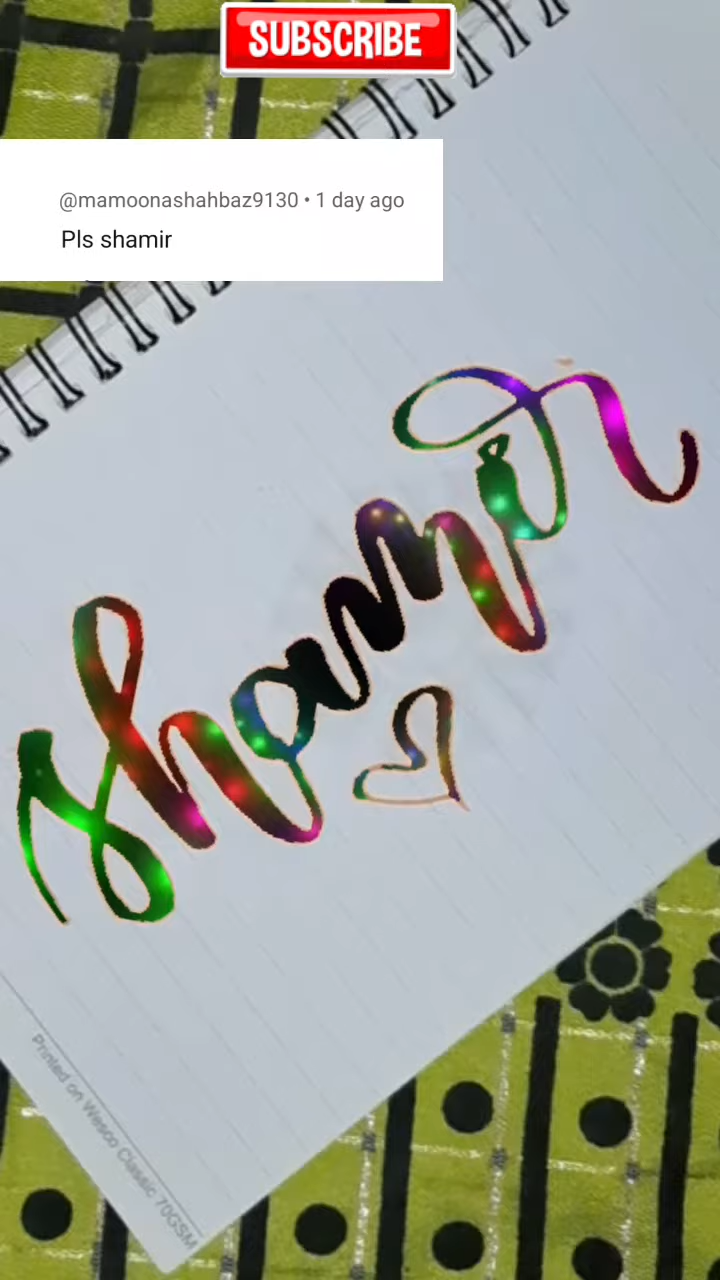 SUBSCRIBE
@mamoonashahbaz9130 • 1 day ago
Pls shamir
shamir
Printed on Wesco Classic 70GSM